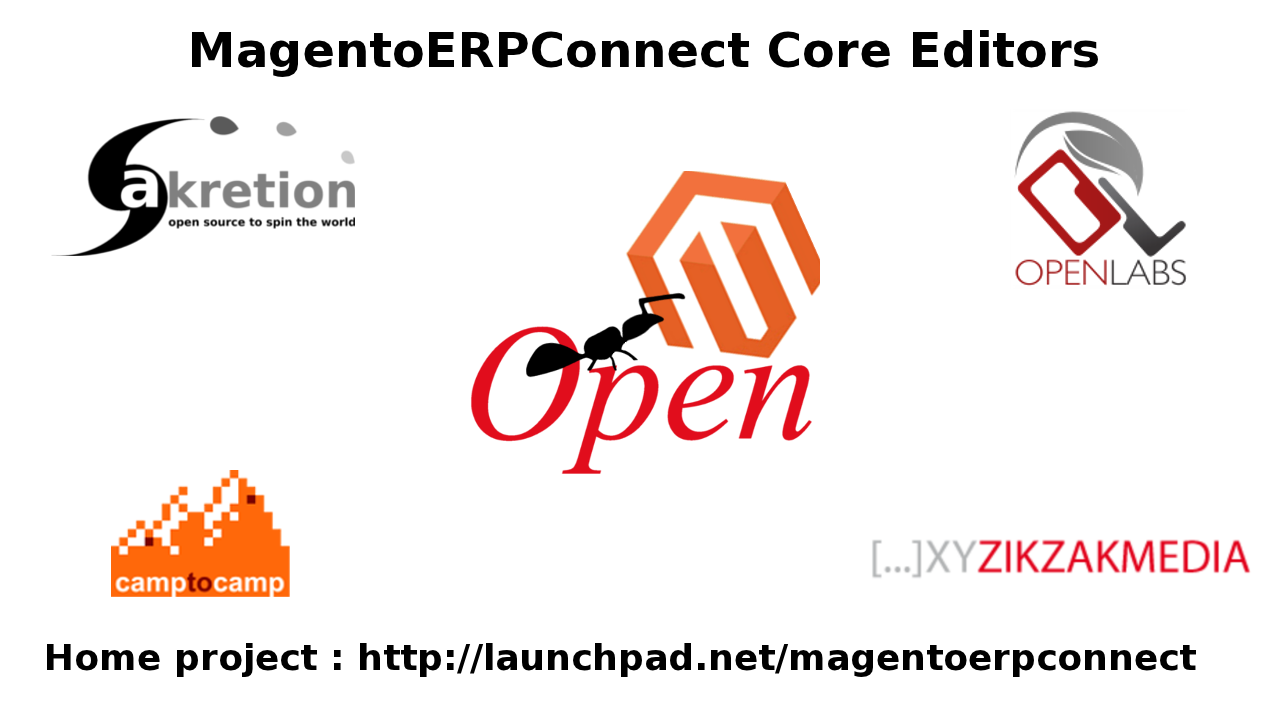 MagentoERPConnect Core Editors
akretion
open source to spin the world
OPENLABS
Open
camptocamp
[...]XYZIKZAKMEDIA
Home project : http://launchpad.net/magentoerpconnect